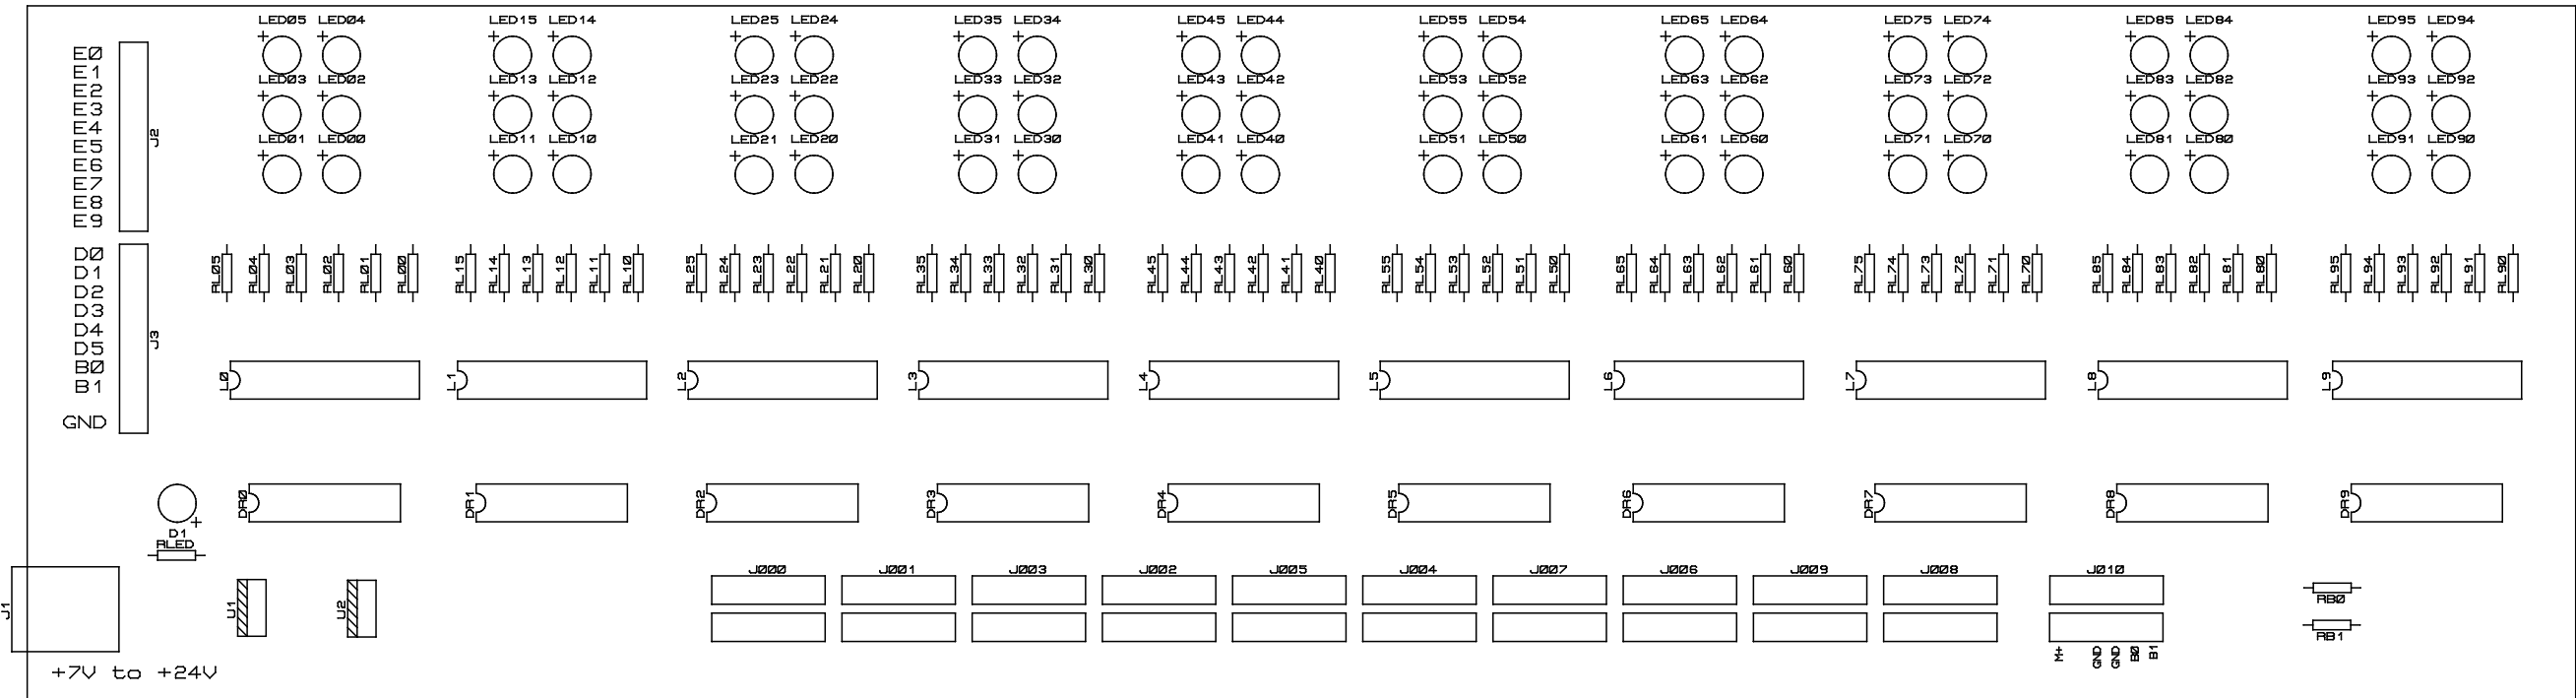 LED05 LED04 LED15 LED14 LED25 LED24 LED35 LED34 LED45 LED44 LED55 LED54 LED65 LED64 LED75 LED74 LED85 LED84 LED95 LED94
LED03 LED02 LED13 LED12 LED23 LED22 LED33 LED32 LED43 LED42 LED53 LED52 LED63 LED62 LED73 LED72 LED83 LED82 LED93 LED92
LED01 LED00 LED11 LED10 LED21 LED20 LED31 LED30 LED41 LED40 LED51 LED50 LED61 LED60 LED71 LED70 LED81 LED80 LED91 LED90
E0
E1
E2
E3
E4
E5
E6
E7
E8
E9
J2
D0
D1
D2
D3
D4
D5
B0
B1
GND
J3
RL05 RL04 RL03 RL02 RL01 RL00 RL15 RL14 RL13 RL12 RL11 RL10 RL25 RL24 RL23 RL22 RL21 RL20 RL35 RL34 RL33 RL32 RL31 RL30 RL45 RL44 RL43 RL42 RL41 RL40 RL55 RL54 RL53 RL52 RL51 RL50 RL65 RL64 RL63 RL62 RL61 RL60 RL75 RL74 RL73 RL72 RL71 RL70 RL85 RL84 RL83 RL82 RL81 RL80 RL95 RL94 RL93 RL92 RL91 RL90
L0 L1 L2 L3 L4 L5 L6 L7 L8 L9
DR0 DR1 DR2 DR3 DR4 DR5 DR6 DR7 DR8 DR9
D1
RLED
J000 J001 J003 J002 J005 J004 J007 J006 J009 J008 J010
J1 U1 U2
RB0
RB1
M+ GND GND B0 B1
+7V to +24V